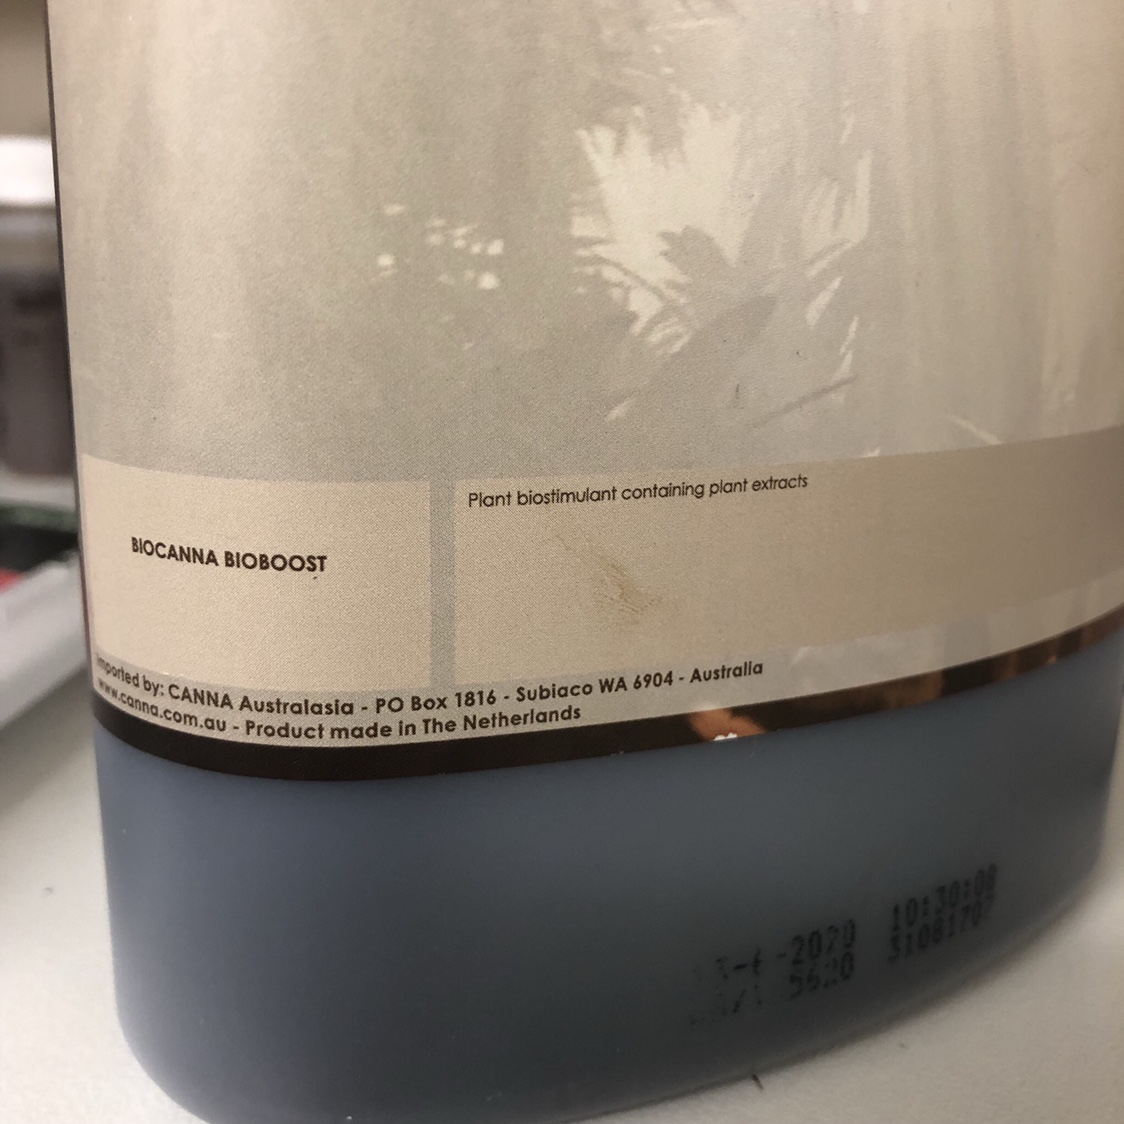 Plant biostimulant containing plant extracts
BIOCANNA BIOBOOST
Imported by: CANNA Australasia - PO Box 1816 - Subiaco WA 6904 - Australia
www.canna.com.au - Product made in The Netherlands
-2020 10:30:00